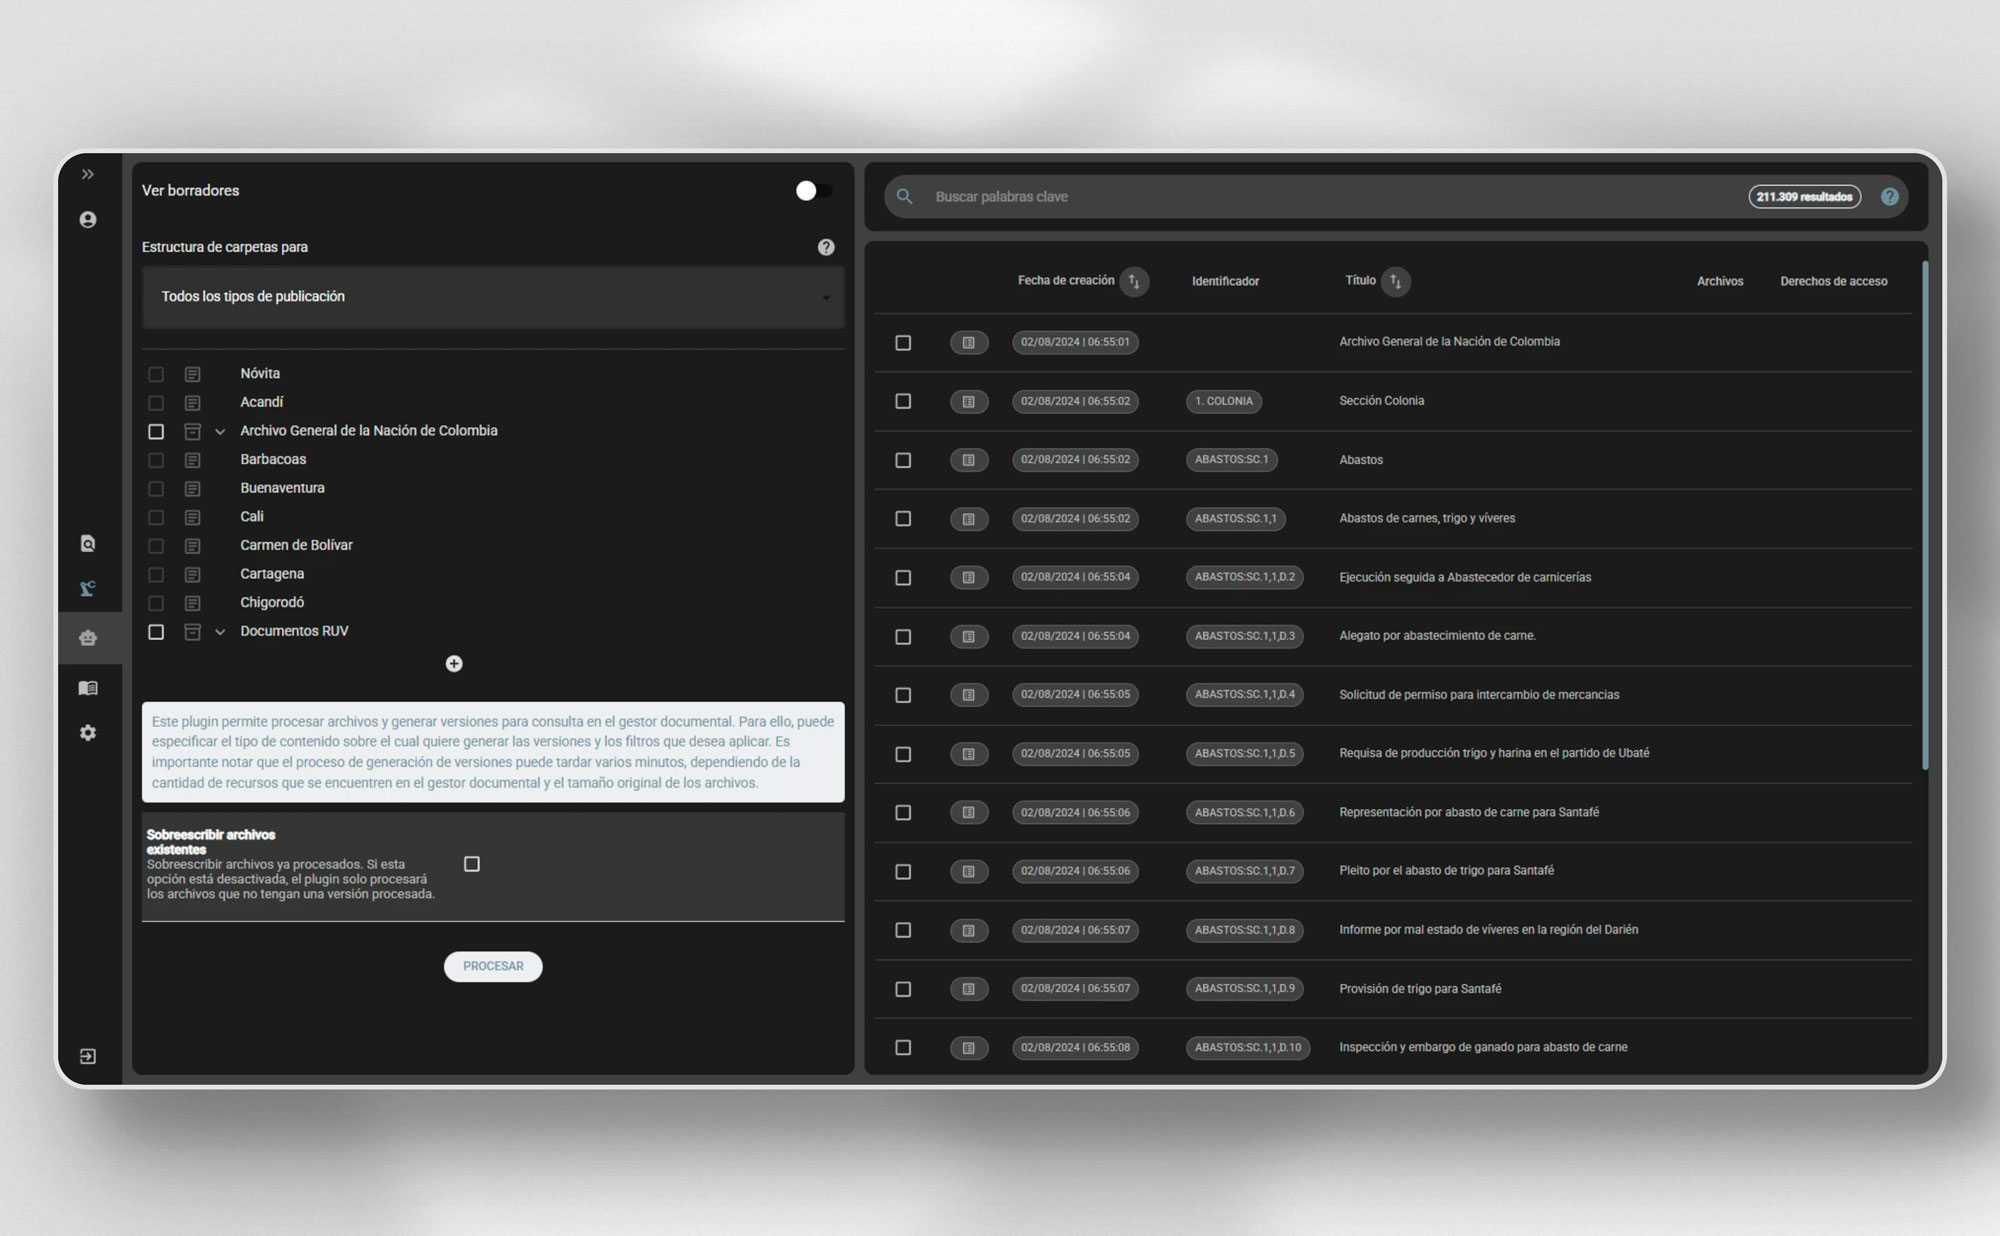 Ver borradores
Estructura de carpetas para
Todos los tipos de publicación
Nóvita
Acandí
Archivo General de la Nación de Colombia
Barbacoas
Buenaventura
Cali
Carmen de Bolívar
Cartagena
Chigorodó
Documentos RUV
Este plugin permite procesar archivos y generar versiones para consulta en el gestor documental. Para ello, puede
especificar el tipo de contenido sobre el cual quiere generar las versiones y los filtros que desea aplicar. Es
importante notar que el proceso de generación de versiones puede tardar varios minutos, dependiendo de la
cantidad de recursos que se encuentren en el gestor documental y el tamaño original de los archivos.
Sobreescribir archivos
existentes
Sobreescribir archivos ya procesados. Si esta
opción está desactivada, el plugin solo procesará
los archivos que no tengan una versión procesada.
PROCESAR
Buscar palabras clave 211.309 resultados
Fecha de creación Identificador Título Archivos Derechos de acceso
02/08/2024 | 06:55:01 Archivo General de la Nación de Colombia
02/08/2024 | 06:55:02 1. COLONIA Sección Colonia
02/08/2024 | 06:55:02 ABASTOS:SC.1 Abastos
02/08/2024 | 06:55:02 ABASTOS:SC.1,1 Abastos de carnes, trigo y víveres
02/08/2024 | 06:55:04 ABASTOS:SC.1,1,D.2 Ejecución seguida a Abastecedor de carnicerías
02/08/2024 | 06:55:04 ABASTOS:SC.1,1,D.3 Alegato por abastecimiento de carne.
02/08/2024 | 06:55:05 ABASTOS:SC.1,1,D.4 Solicitud de permiso para intercambio de mercancias
02/08/2024 | 06:55:05 ABASTOS:SC.1,1,D.5 Requisa de producción trigo y harina en el partido de Ubaté
02/08/2024 | 06:55:06 ABASTOS:SC.1,1,D.6 Representación por abasto de carne para Santafé
02/08/2024 | 06:55:06 ABASTOS:SC.1,1,D.7 Pleito por el abasto de trigo para Santafé
02/08/2024 | 06:55:07 ABASTOS:SC.1,1,D.8 Informe por mal estado de víveres en la región del Darién
02/08/2024 | 06:55:07 ABASTOS:SC.1,1,D.9 Provisión de trigo para Santafé
02/08/2024 | 06:55:08 ABASTOS:SC.1,1,D.10 Inspección y embargo de ganado para abasto de carne